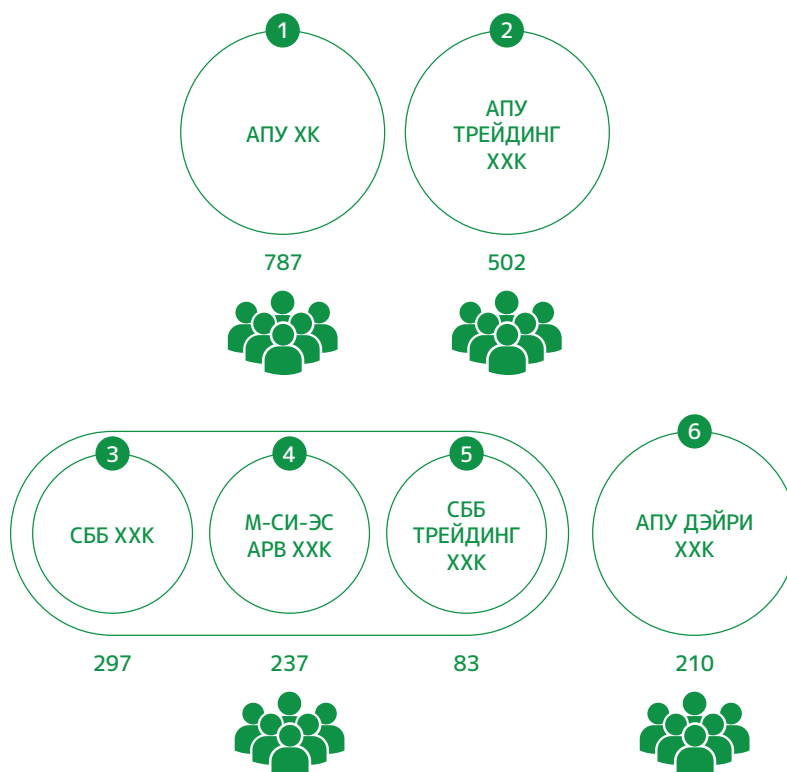 1
АПУ ХК
787
2
АПУ
ТРЕЙДИНГ
ХХК
502
3
СББ ХХК
297
4
М-СИ-ЭС
АРВ ХХК
237
5
СББ
ТРЕЙДИНГ
ХХК
83
6
АПУ ДЭЙРИ
ХХК
210